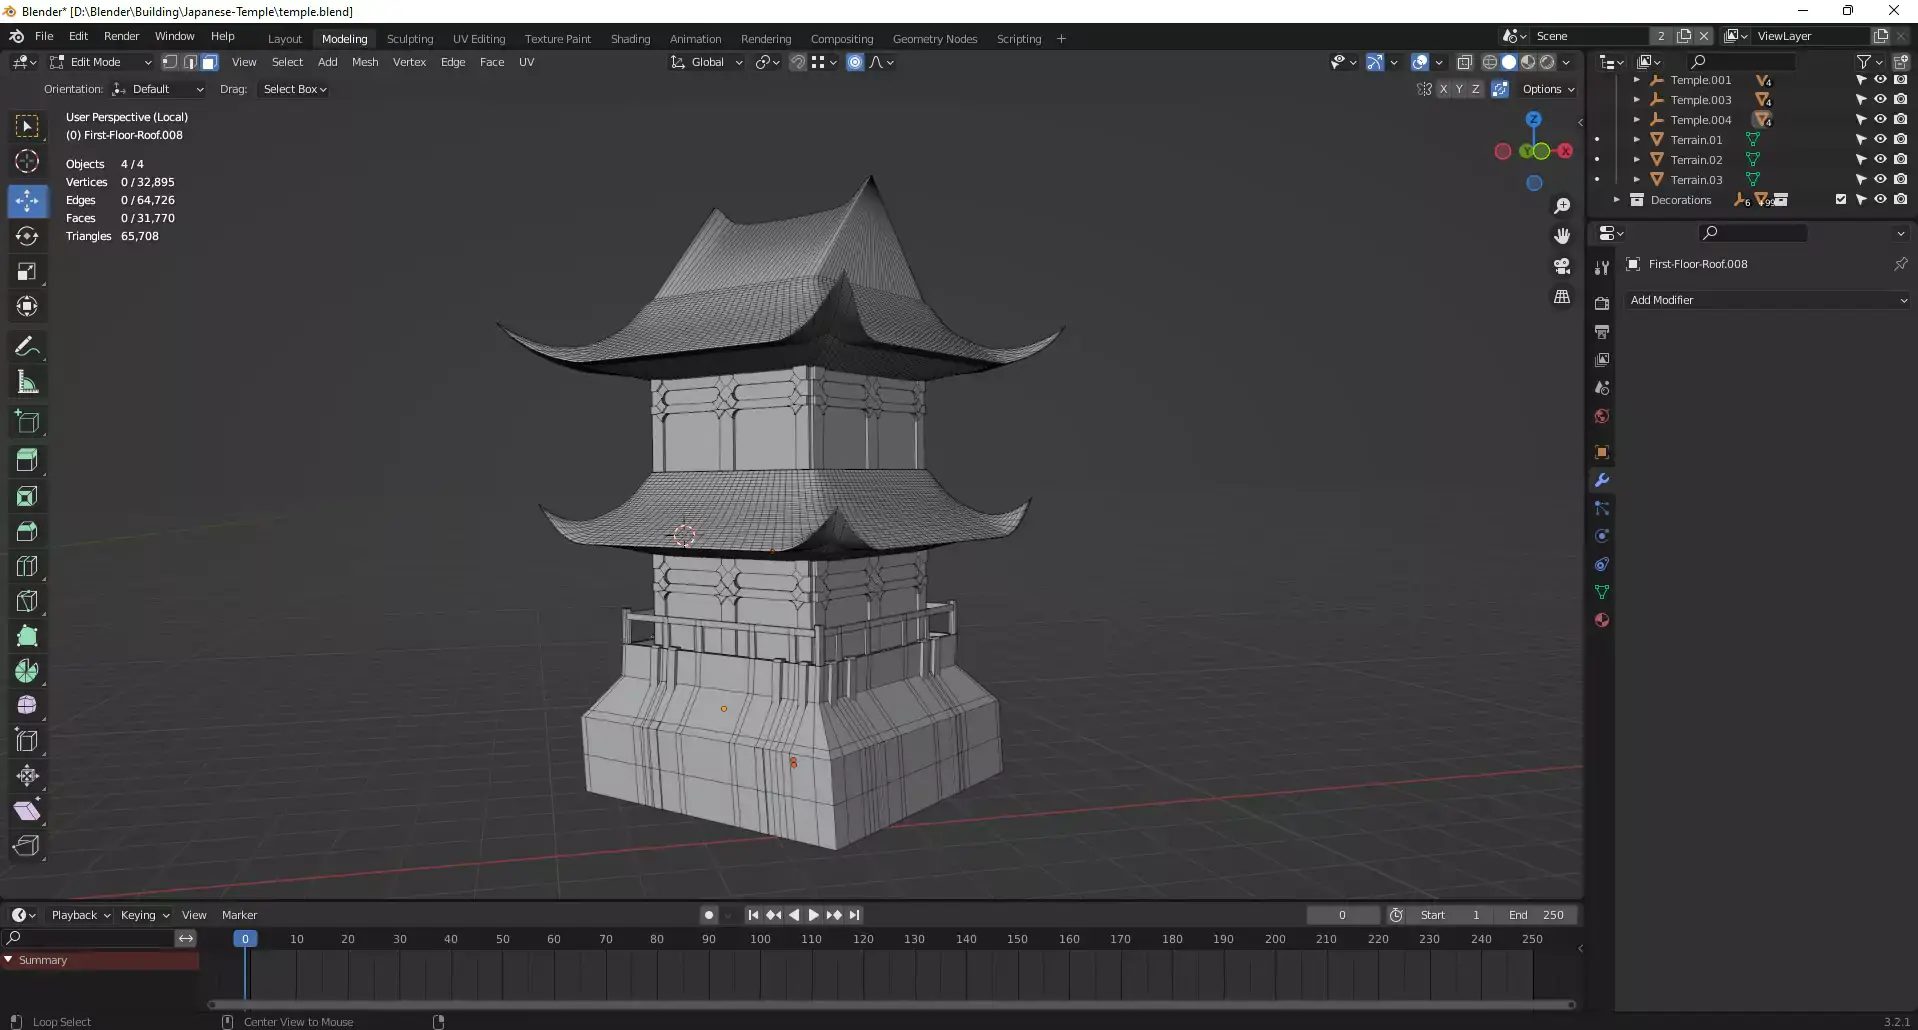 Blender* [D:\Blender\Building\Japanese-Temple\temple.blend]
File Edit Render Window Help Layout Modeling Sculpting UV Editing Texture Paint Shading Animation Rendering Compositing Geometry Nodes Scripting + Scene 2 ViewLayer
Edit Mode View Select Add Mesh Vertex Edge Face UV Global
Orientation: Default Drag: Select Box X Y Z Options
User Perspective (Local)
(0) First-Floor-Roof.008
Objects 4 / 4
Vertices 0 / 32,895
Edges 0 / 64,726
Faces 0 / 31,770
Triangles 65,708
Z
Y X
Temple.001 4
Temple.003 4
Temple.004 4
Terrain.01
Terrain.02
Terrain.03
Decorations 6 99
First-Floor-Roof.008
Add Modifier
Playback Keying View Marker 0 Start 1 End 250
0 10 20 30 40 50 60 70 80 90 100 110 120 130 140 150 160 170 180 190 200 210 220 230 240 250
Summary
Loop Select Center View to Mouse 3.2.1